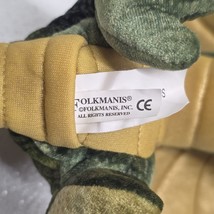 FOLKMANIS®
©FOLKMANIS, INC.
ALL RIGHTS RESERVED
CE
S